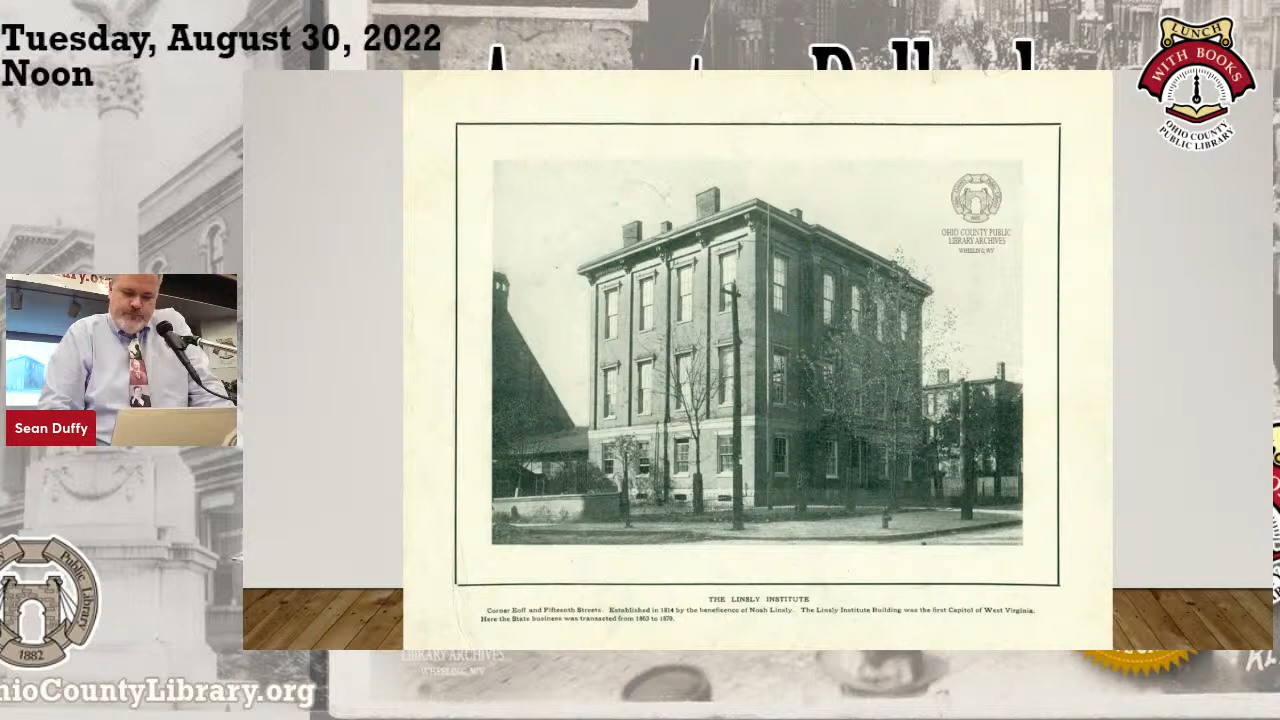 Tuesday, August 30, 2022
Noon
LUNCH
WITH BOOKS
OHIO COUNTY
PUBLIC LIBRARY
OHIO COUNTY PUBLIC
LIBRARY ARCHIVES
WHEELING, WV
Sean Duffy
THE LINSLY INSTITUTE
Corner Eoff and Fifteenth Streets. Established in 1814 by the beneficence of Noah Linsly. The Linsly Institute Building was the first Capitol of West Virginia.
Here the State business was transacted from 1863 to 1870.
Public Library
1882
LIBRARY ARCHIVES
WHEELING, WV
hioCountyLibrary.org